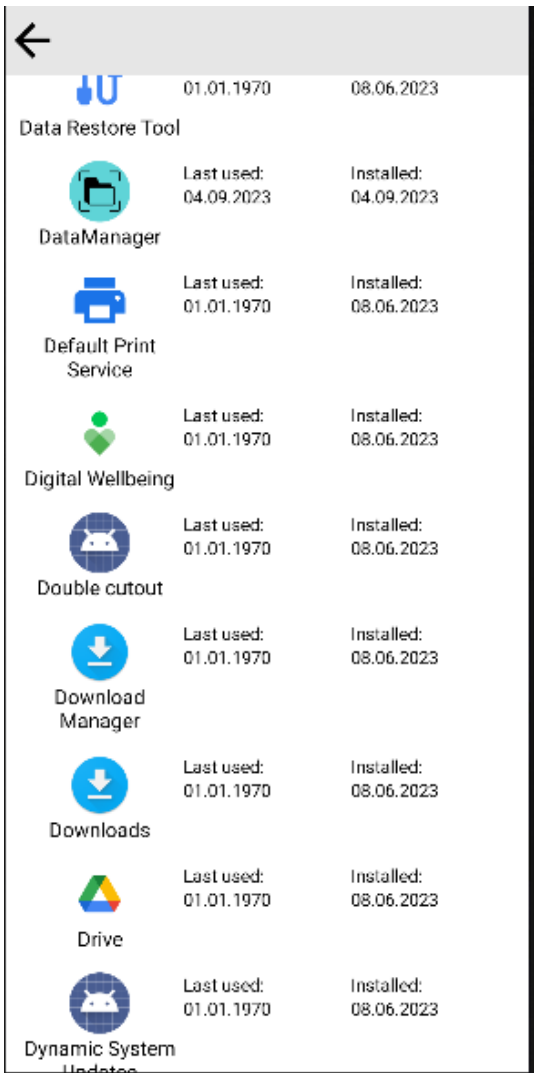 01.01.1970 08.06.2023
Data Restore Tool
Last used: Installed:
04.09.2023 04.09.2023
DataManager
Last used: Installed:
01.01.1970 08.06.2023
Default Print
Service
Last used: Installed:
01.01.1970 08.06.2023
Digital Wellbeing
Last used: Installed:
01.01.1970 08.06.2023
Double cutout
Last used: Installed:
01.01.1970 08.06.2023
Download
Manager
Last used: Installed:
01.01.1970 08.06.2023
Downloads
Last used: Installed:
01.01.1970 08.06.2023
Drive
Last used: Installed:
01.01.1970 08.06.2023
Dynamic System
Updates